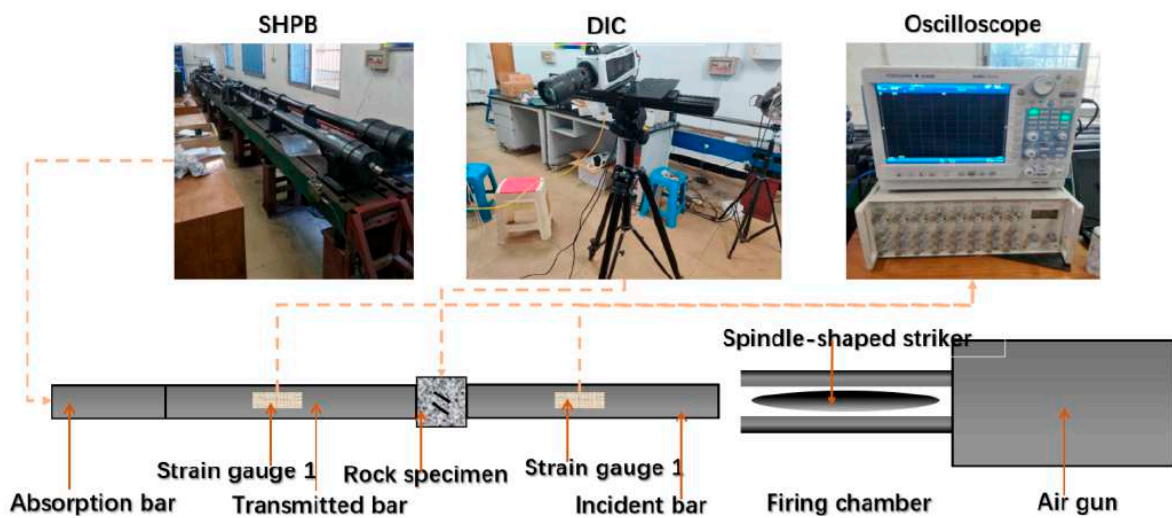 SHPB
DIC
Oscilloscope
YOKOGAWA
Spindle-shaped striker
Strain gauge 1
Rock specimen
Strain gauge 1
Absorption bar
Transmitted bar
Incident bar
Firing chamber
Air gun